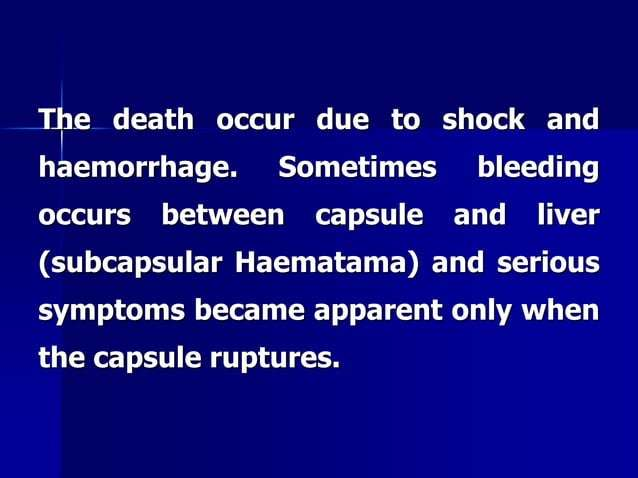 The death occur due to shock and
haemorrhage. Sometimes bleeding
occurs between capsule and liver
(subcapsular Haematama) and serious
symptoms became apparent only when
the capsule ruptures.